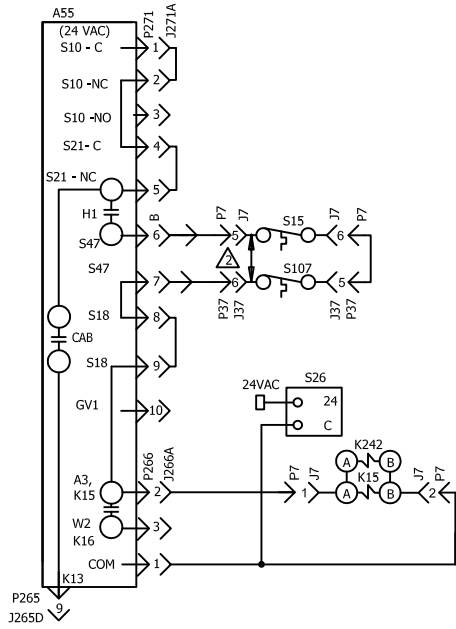 A55
(24 VAC)
P271
J271A
S10 - C
1
S10 -NC
2
S10 -NO
3
S21- C
4
S21 - NC
5
H1
B
S47
6
P7
5
J7
S15
J7
6
P7
2
S47
7
P37
6
J37
S107
J37
5
P37
S18
8
CAB
S18
9
GV1
10
24VAC
S26
24
C
P266
J266A
A3,
K15
2
W2
K16
3
COM
1
P7
1
J7
K242
A
B
K15
A
B
J7
2
P7
K13
P265
9
J265D